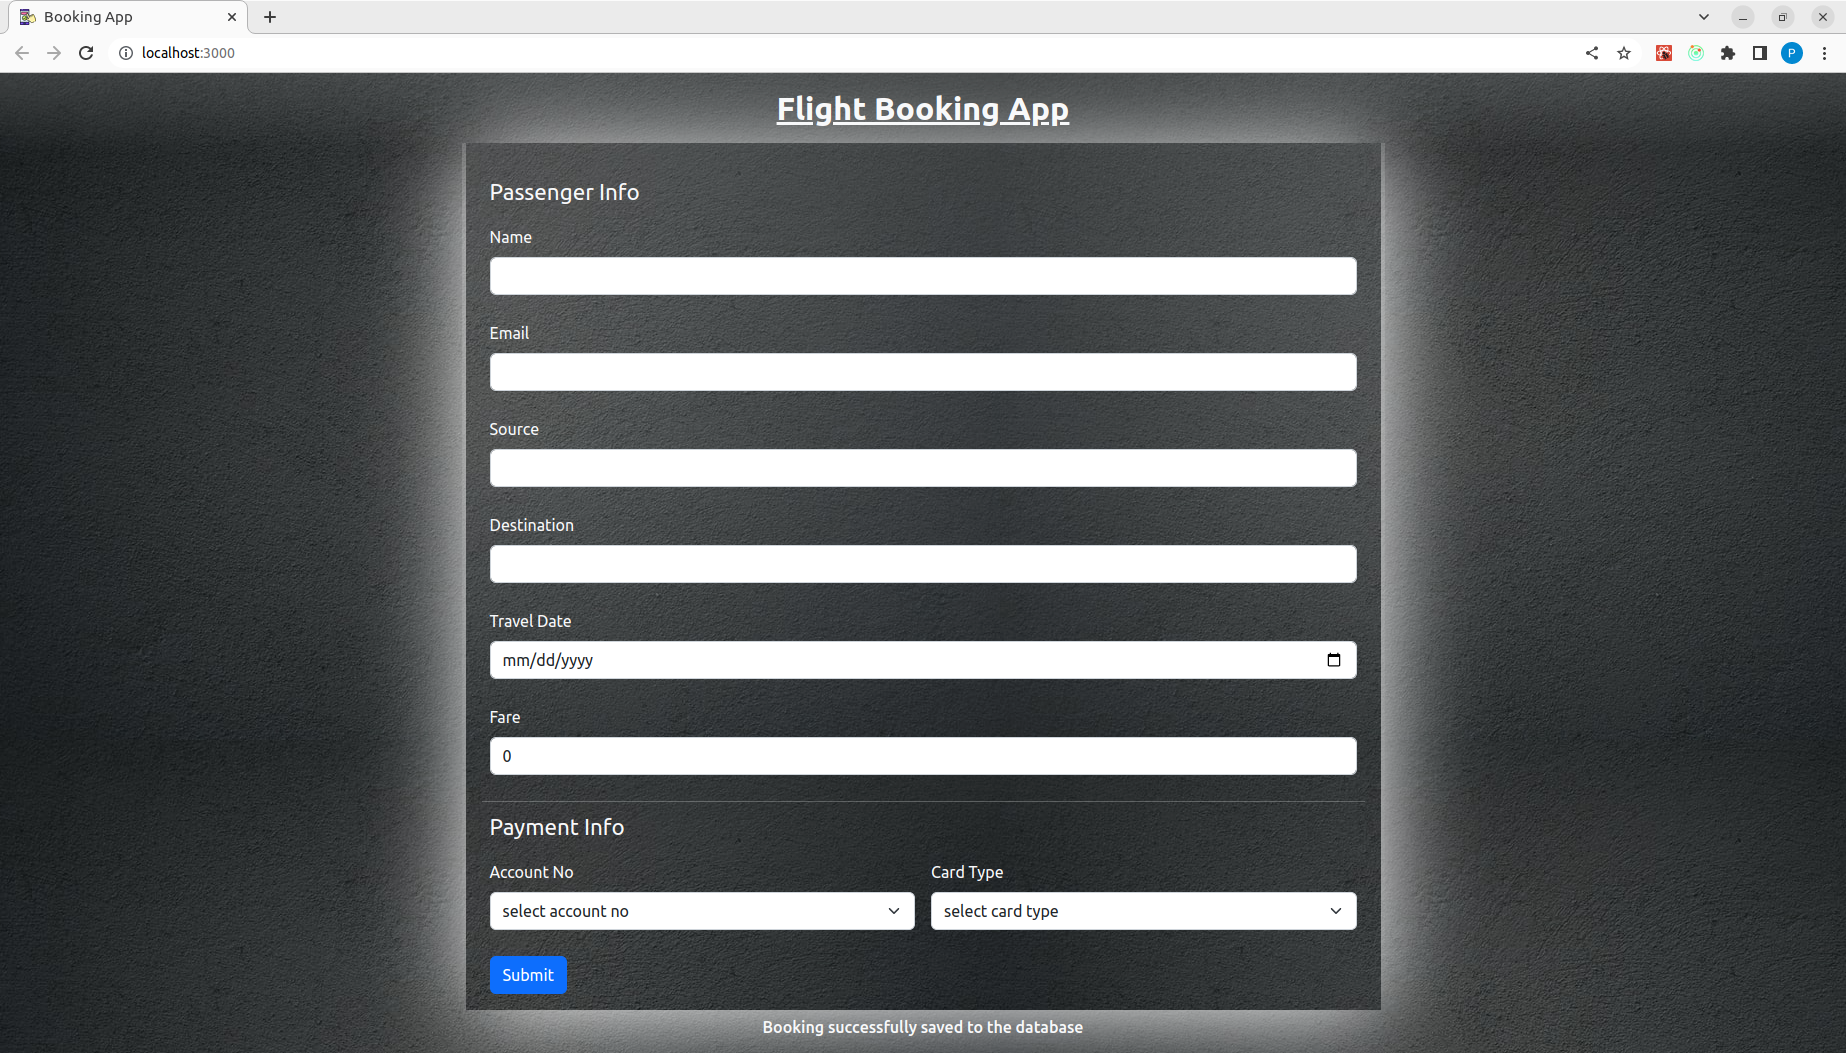 Booking App
localhost:3000
P
Flight Booking App
Passenger Info
Name
Email
Source
Destination
Travel Date
mm/dd/yyyy
Fare
0
Payment Info
Account No Card Type
select account no select card type
Submit
Booking successfully saved to the database